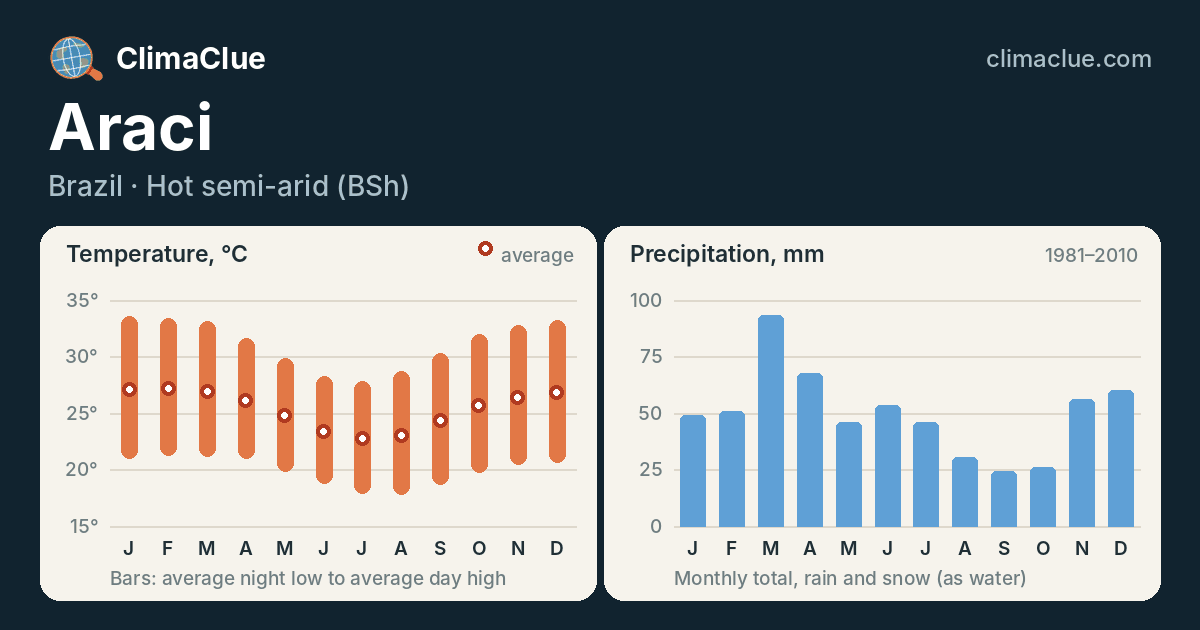 ClimaClue
climaclue.com
Araci
Brazil · Hot semi-arid (BSh)
Temperature, °C
average
35°
30°
25°
20°
15°
J F M A M J J A S O N D
Bars: average night low to average day high
Precipitation, mm
1981–2010
100
75
50
25
0
J F M A M J J A S O N D
Monthly total, rain and snow (as water)